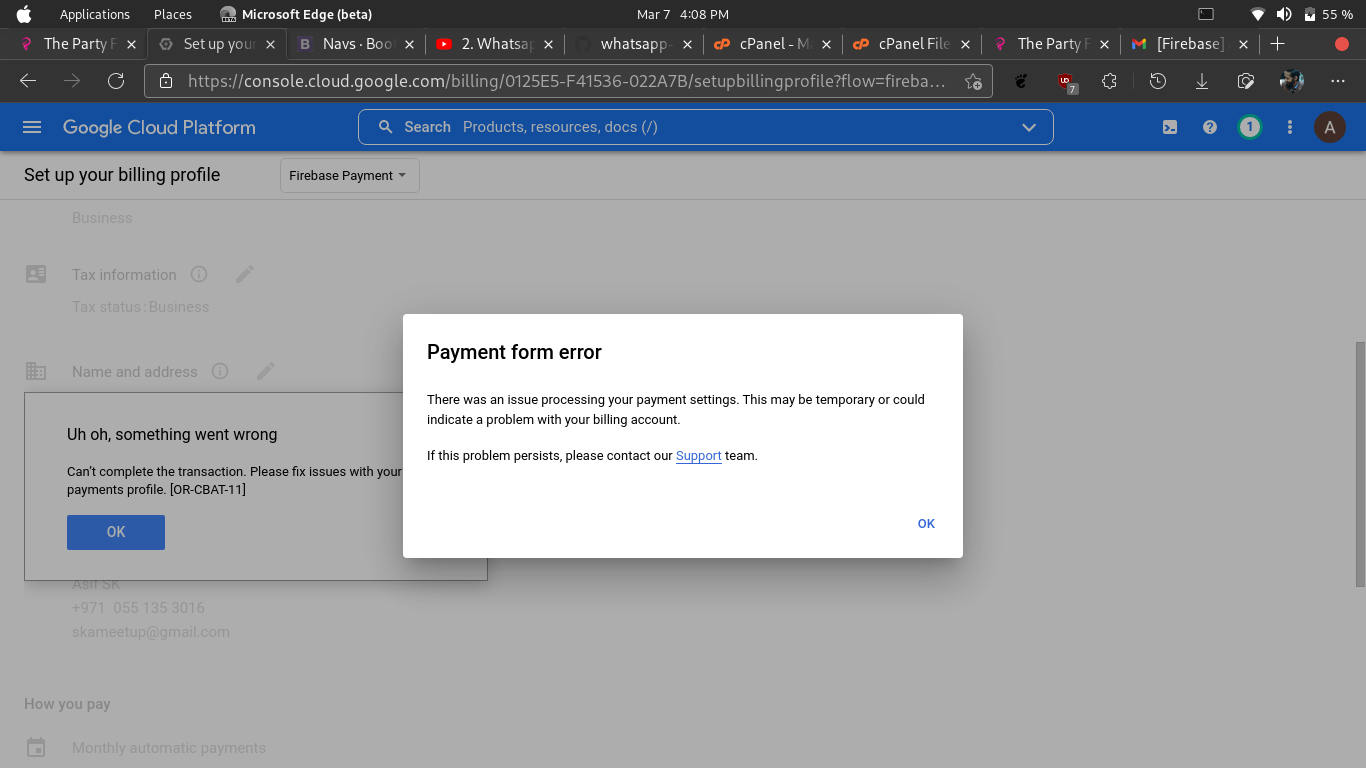 Applications Places Microsoft Edge (beta) Mar 7 4:08 PM 55 %
The Party F Set up your B Navs · Boo 2. Whatsap whatsapp- cPanel - M cPanel File The Party F [Firebase]
https://console.cloud.google.com/billing/0125E5-F41536-022A7B/setupbillingprofile?flow=fireba... 7
Google Cloud Platform Search Products, resources, docs (/) 1 A
Set up your billing profile Firebase Payment
Business
Tax information
Tax status: Business
Name and address
Uh oh, something went wrong
Can't complete the transaction. Please fix issues with your
payments profile. [OR-CBAT-11]
OK
Payment form error
There was an issue processing your payment settings. This may be temporary or could
indicate a problem with your billing account.
If this problem persists, please contact our Support team.
OK
Asif SK
+971 055 135 3016
skameetup@gmail.com
How you pay
Monthly automatic payments